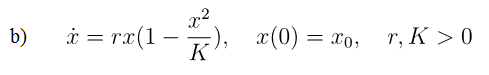 b) ẋ = rx(1 − x²/K), x(0) = x₀, r, K > 0